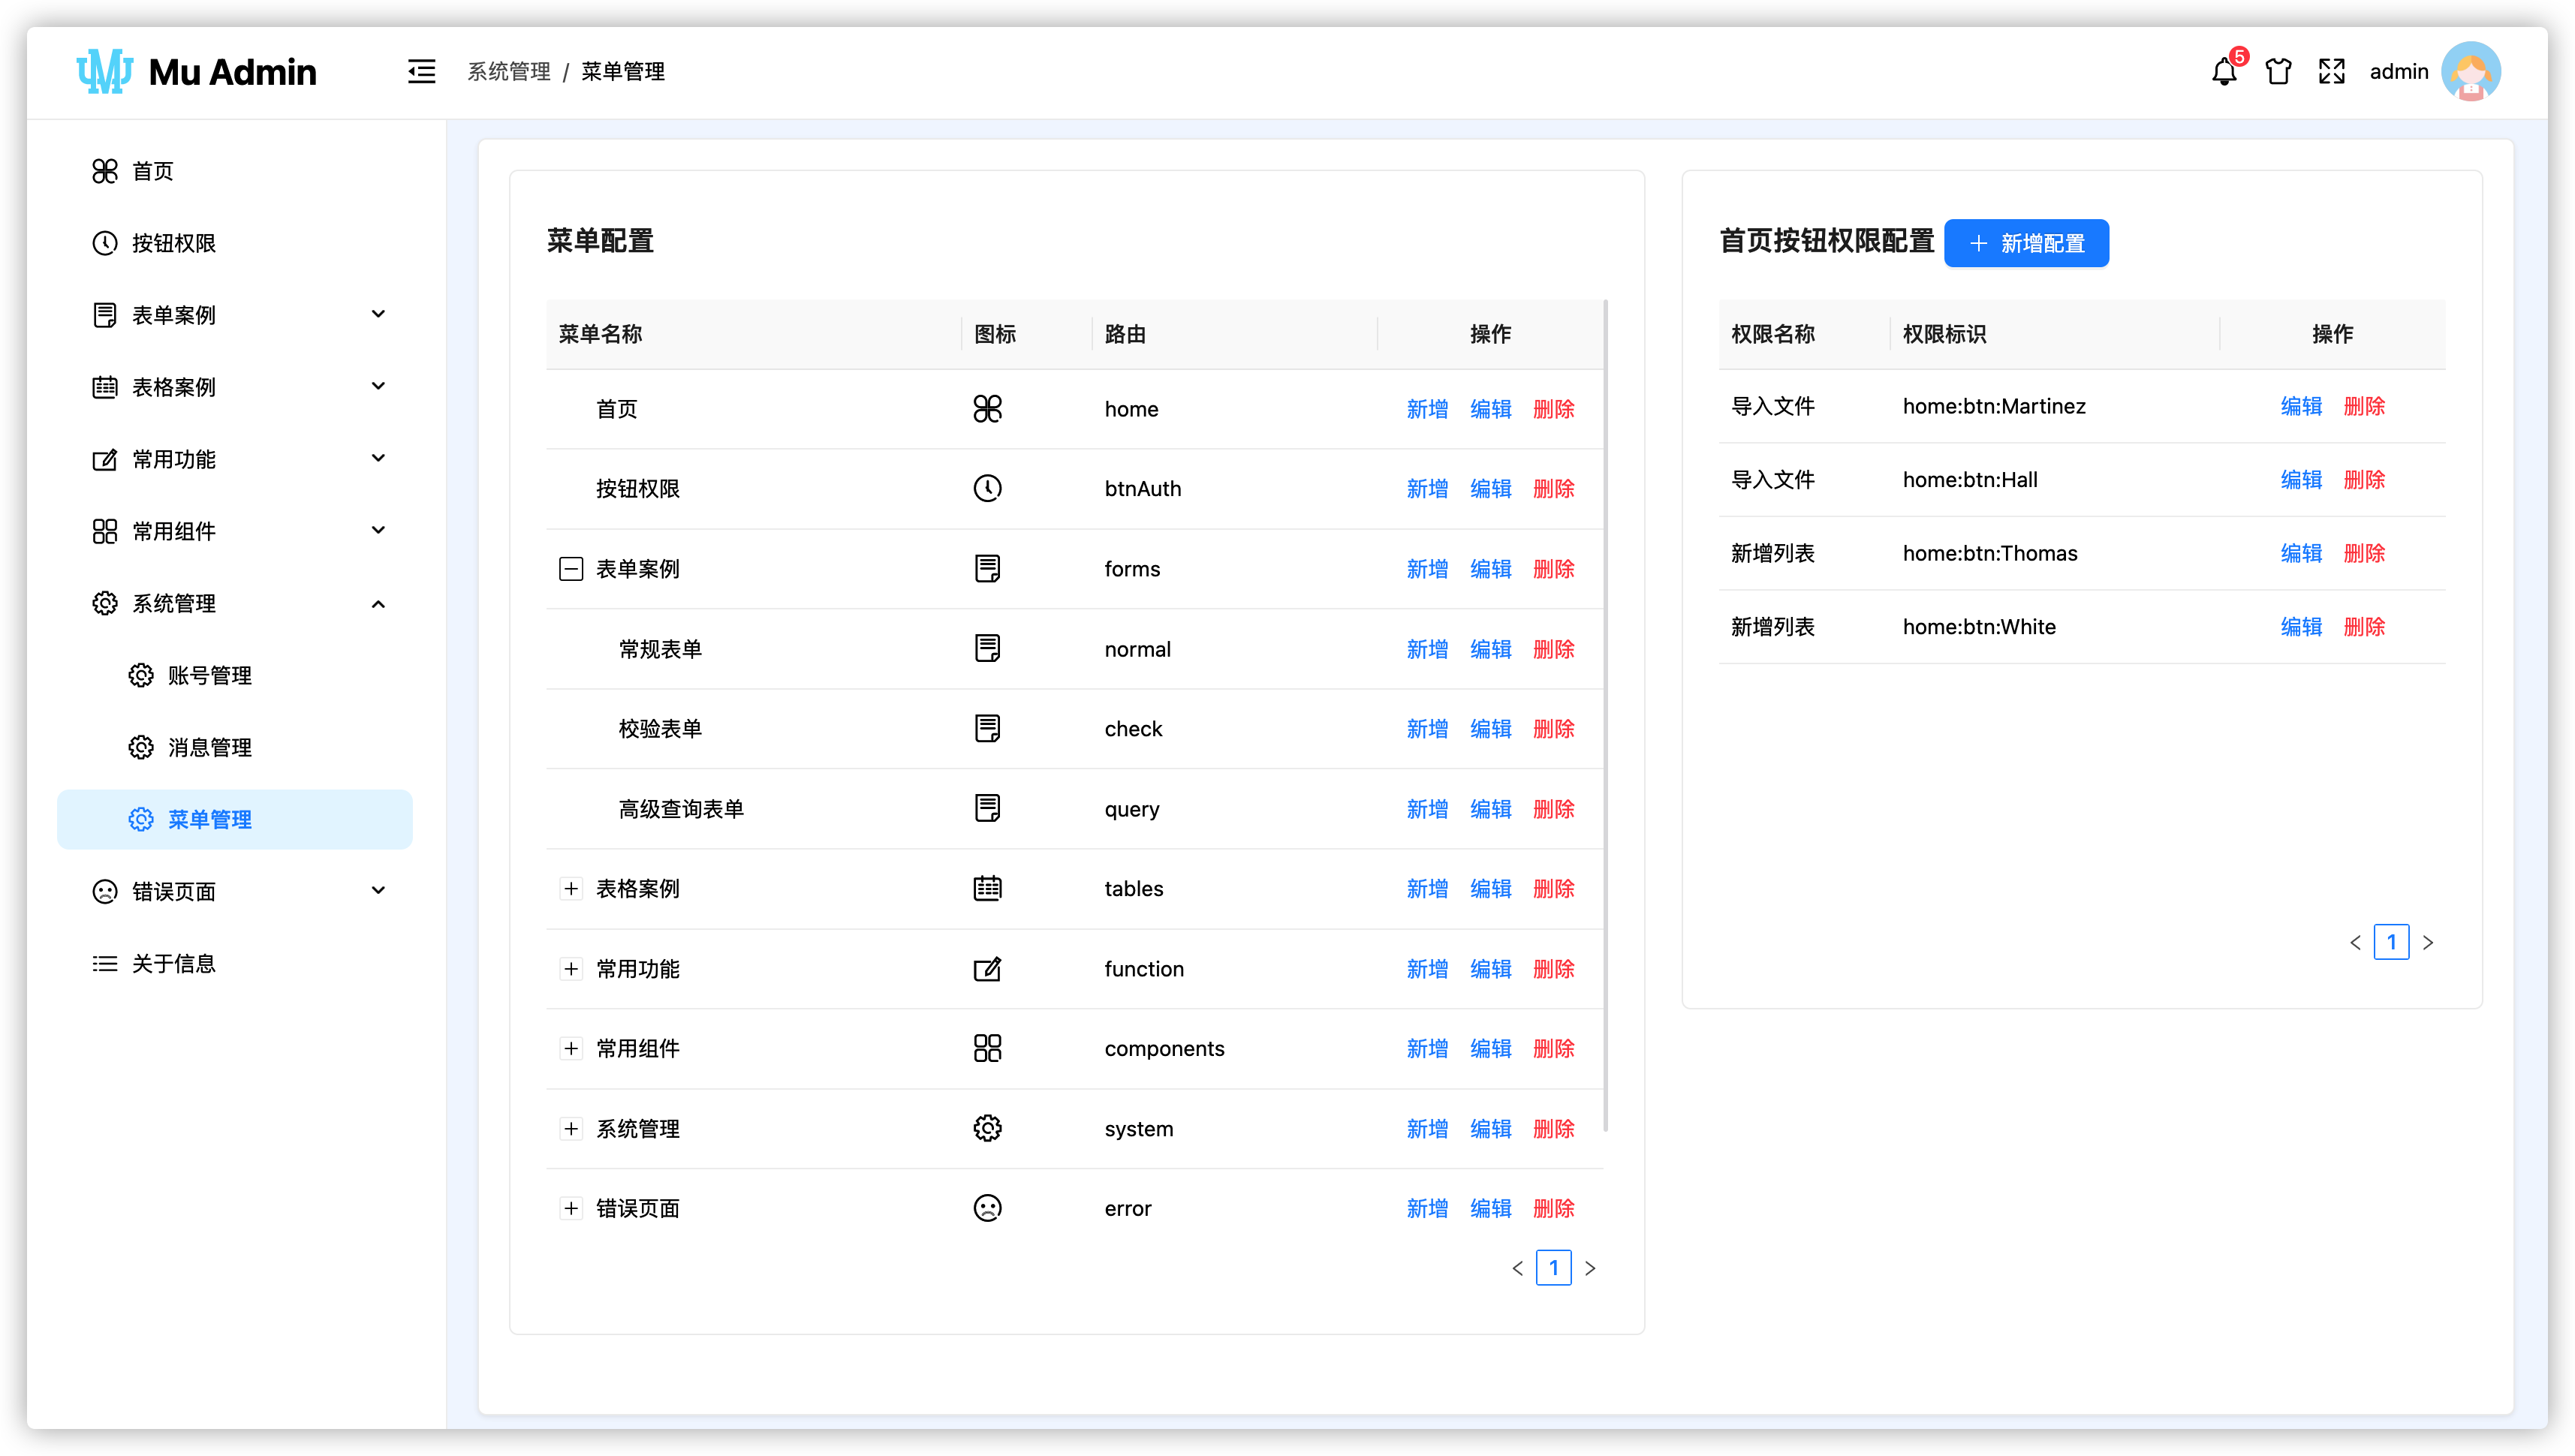 Mu Admin
系统管理 / 菜单管理
5
admin
首页
按钮权限
表单案例
表格案例
常用功能
常用组件
系统管理
账号管理
消息管理
菜单管理
错误页面
关于信息
菜单配置
菜单名称 图标 路由 操作
首页 home 新增 编辑 删除
按钮权限 btnAuth 新增 编辑 删除
表单案例 forms 新增 编辑 删除
常规表单 normal 新增 编辑 删除
校验表单 check 新增 编辑 删除
高级查询表单 query 新增 编辑 删除
表格案例 tables 新增 编辑 删除
常用功能 function 新增 编辑 删除
常用组件 components 新增 编辑 删除
系统管理 system 新增 编辑 删除
错误页面 error 新增 编辑 删除
1
首页按钮权限配置 + 新增配置
权限名称 权限标识 操作
导入文件 home:btn:Martinez 编辑 删除
导入文件 home:btn:Hall 编辑 删除
新增列表 home:btn:Thomas 编辑 删除
新增列表 home:btn:White 编辑 删除
1